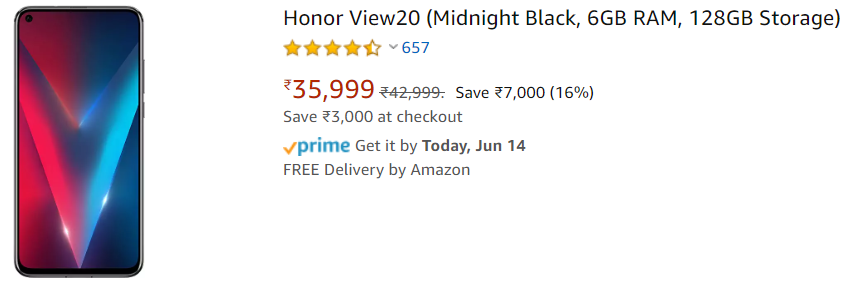 Honor View20 (Midnight Black, 6GB RAM, 128GB Storage)
657
₹35,999 ₹42,999. Save ₹7,000 (16%)
Save ₹3,000 at checkout
prime Get it by Today, Jun 14
FREE Delivery by Amazon